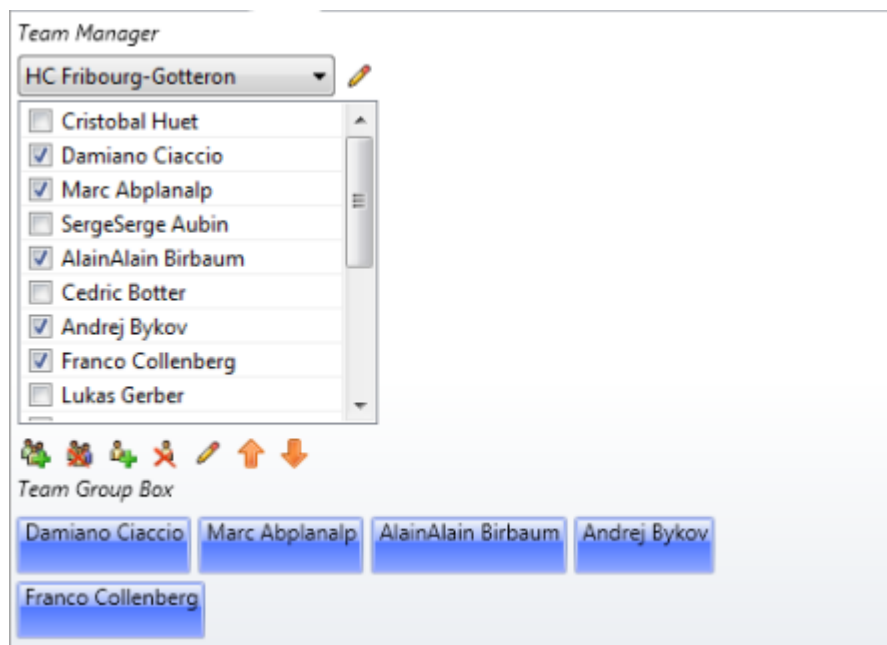 Team Manager
HC Fribourg-Gotteron
Cristobal Huet
Damiano Ciaccio
Marc Abplanalp
SergeSerge Aubin
AlainAlain Birbaum
Cedric Botter
Andrej Bykov
Franco Collenberg
Lukas Gerber
Team Group Box
Damiano Ciaccio Marc Abplanalp AlainAlain Birbaum Andrej Bykov
Franco Collenberg